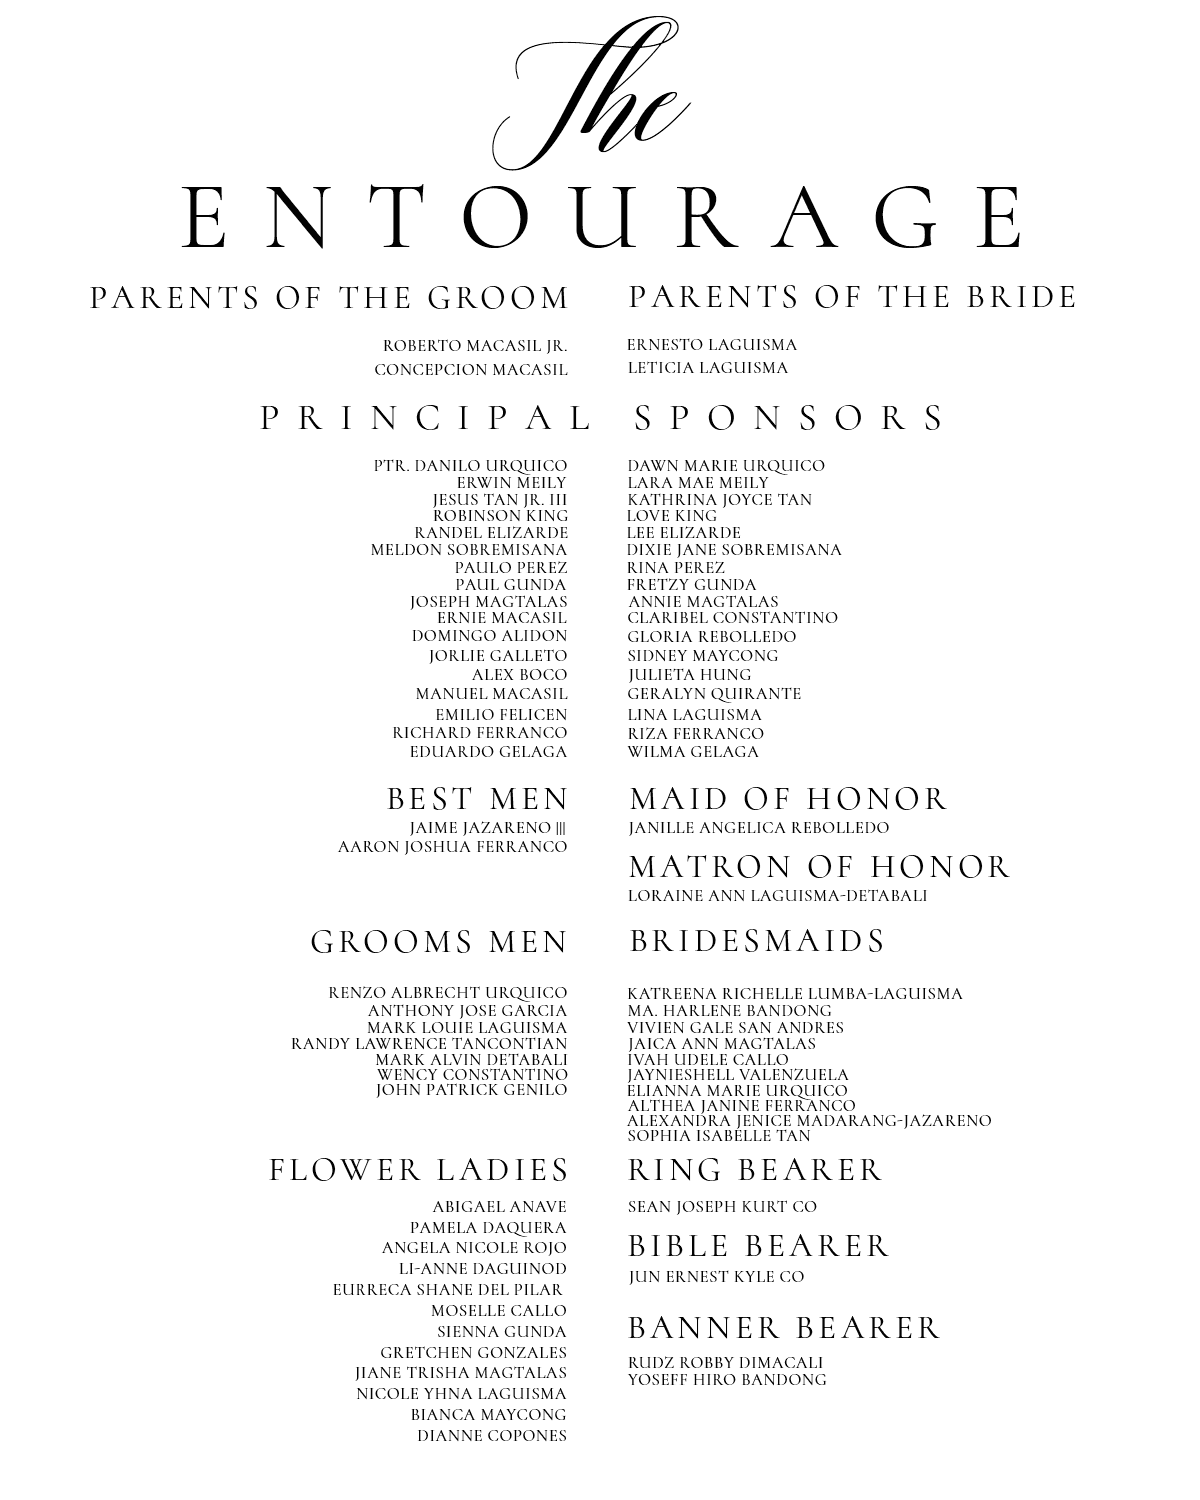 The
ENTOURAGE
PARENTS OF THE GROOM
ROBERTO MACASIL JR.
CONCEPCION MACASIL
PARENTS OF THE BRIDE
ERNESTO LAGUISMA
LETICIA LAGUISMA
PRINCIPAL SPONSORS
PTR. DANILO URQUICO
ERWIN MEILY
JESUS TAN JR. III
ROBINSON KING
RANDEL ELIZARDE
MELDON SOBREMISANA
PAULO PEREZ
PAUL GUNDA
JOSEPH MAGTALAS
ERNIE MACASIL
DOMINGO ALIDON
JORLIE GALLETO
ALEX BOCO
MANUEL MACASIL
EMILIO FELICEN
RICHARD FERRANCO
EDUARDO GELAGA
DAWN MARIE URQUICO
LARA MAE MEILY
KATHRINA JOYCE TAN
LOVE KING
LEE ELIZARDE
DIXIE JANE SOBREMISANA
RINA PEREZ
FRETZY GUNDA
ANNIE MAGTALAS
CLARIBEL CONSTANTINO
GLORIA REBOLLEDO
SIDNEY MAYCONG
JULIETA HUNG
GERALYN QUIRANTE
LINA LAGUISMA
RIZA FERRANCO
WILMA GELAGA
BEST MEN
JAIME JAZARENO |||
AARON JOSHUA FERRANCO
MAID OF HONOR
JANILLE ANGELICA REBOLLEDO
MATRON OF HONOR
LORAINE ANN LAGUISMA-DETABALI
GROOMS MEN
RENZO ALBRECHT URQUICO
ANTHONY JOSE GARCIA
MARK LOUIE LAGUISMA
RANDY LAWRENCE TANCONTIAN
MARK ALVIN DETABALI
WENCY CONSTANTINO
JOHN PATRICK GENILO
BRIDESMAIDS
KATREENA RICHELLE LUMBA-LAGUISMA
MA. HARLENE BANDONG
VIVIEN GALE SAN ANDRES
JAICA ANN MAGTALAS
IVAH UDELE CALLO
JAYNIESHELL VALENZUELA
ELIANNA MARIE URQUICO
ALTHEA JANINE FERRANCO
ALEXANDRA JENICE MADARANG-JAZARENO
SOPHIA ISABELLE TAN
FLOWER LADIES
ABIGAEL ANAVE
PAMELA DAQUERA
ANGELA NICOLE ROJO
LI-ANNE DAGUINOD
EURRECA SHANE DEL PILAR
MOSELLE CALLO
SIENNA GUNDA
GRETCHEN GONZALES
JIANE TRISHA MAGTALAS
NICOLE YHNA LAGUISMA
BIANCA MAYCONG
DIANNE COPONES
RING BEARER
SEAN JOSEPH KURT CO
BIBLE BEARER
JUN ERNEST KYLE CO
BANNER BEARER
RUDZ ROBBY DIMACALI
YOSEFF HIRO BANDONG